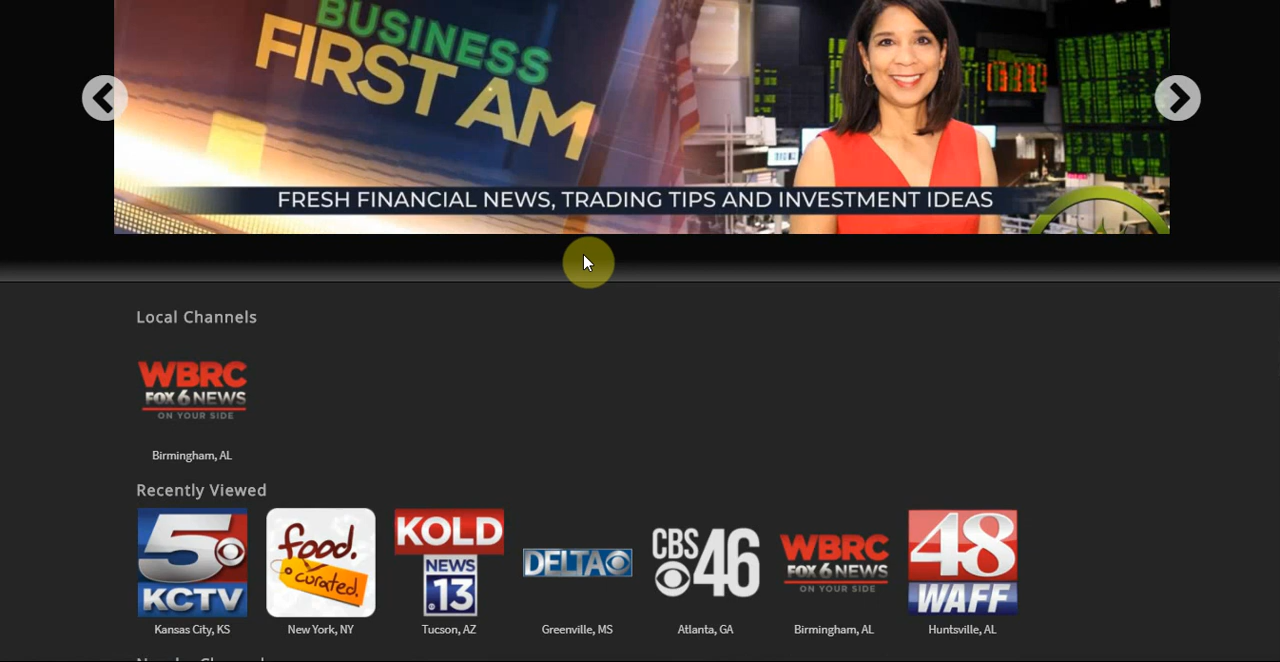 BUSINESS
FIRST AM
FRESH FINANCIAL NEWS, TRADING TIPS AND INVESTMENT IDEAS
Local Channels
WBRC
FOX 6 NEWS
ON YOUR SIDE
Birmingham, AL
Recently Viewed
5
KCTV
Kansas City, KS
food.
curated.
New York, NY
KOLD
NEWS
13
Tucson, AZ
DELTA
Greenville, MS
CBS
46
Atlanta, GA
WBRC
FOX 6 NEWS
ON YOUR SIDE
Birmingham, AL
48
WAFF
Huntsville, AL